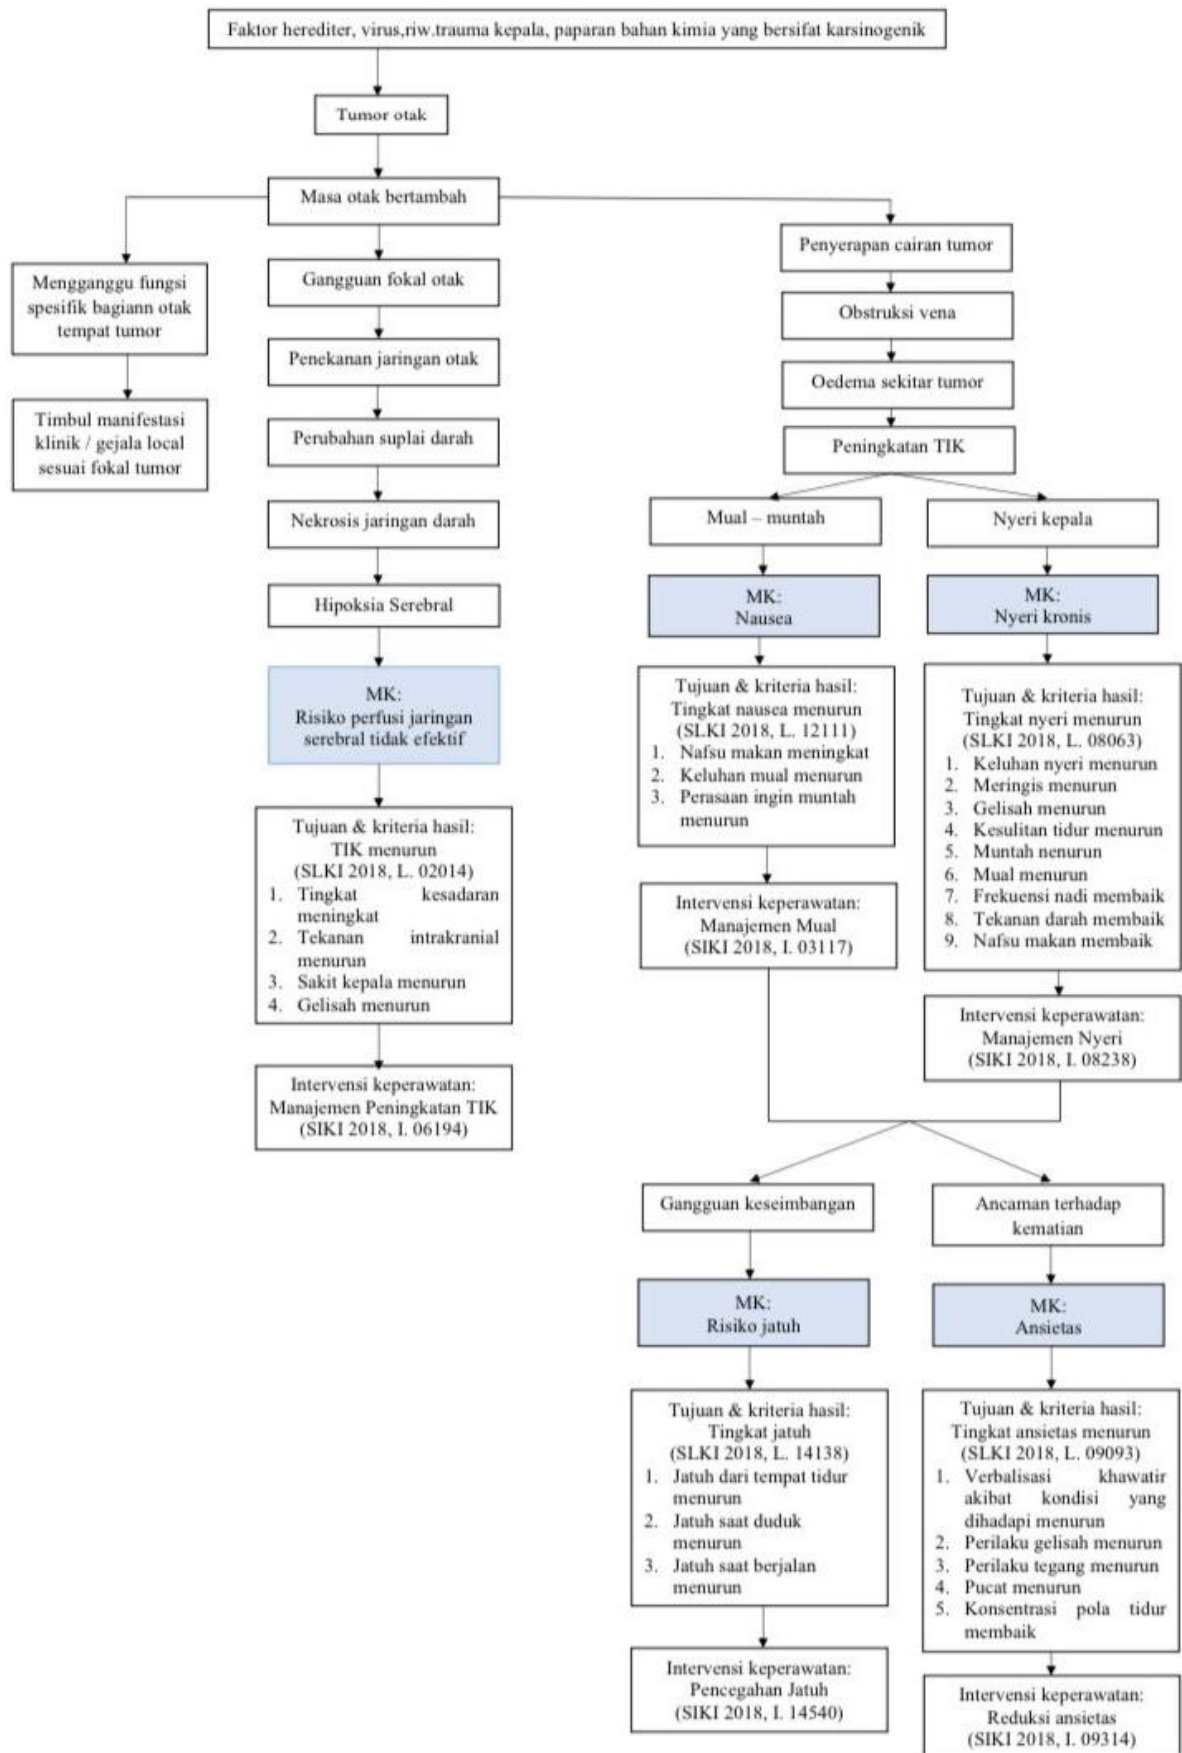 Faktor herediter, virus,riw.trauma kepala, paparan bahan kimia yang bersifat karsinogenik
Tumor otak
Masa otak bertambah
Mengganggu fungsi
spesifik bagiann otak
tempat tumor
Timbul manifestasi
klinik / gejala local
sesuai fokal tumor
Gangguan fokal otak
Penekanan jaringan otak
Perubahan suplai darah
Nekrosis jaringan darah
Hipoksia Serebral
MK:
Risiko perfusi jaringan
serebral tidak efektif
Tujuan & kriteria hasil:
TIK menurun
(SLKI 2018, L. 02014)
1. Tingkat kesadaran
meningkat
2. Tekanan intrakranial
menurun
3. Sakit kepala menurun
4. Gelisah menurun
Intervensi keperawatan:
Manajemen Peningkatan TIK
(SIKI 2018, I. 06194)
Penyerapan cairan tumor
Obstruksi vena
Oedema sekitar tumor
Peningkatan TIK
Mual – muntah
MK:
Nausea
Tujuan & kriteria hasil:
Tingkat nausea menurun
(SLKI 2018, L. 12111)
1. Nafsu makan meningkat
2. Keluhan mual menurun
3. Perasaan ingin muntah
menurun
Intervensi keperawatan:
Manajemen Mual
(SIKI 2018, I. 03117)
Nyeri kepala
MK:
Nyeri kronis
Tujuan & kriteria hasil:
Tingkat nyeri menurun
(SLKI 2018, L. 08063)
1. Keluhan nyeri menurun
2. Meringis menurun
3. Gelisah menurun
4. Kesulitan tidur menurun
5. Muntah nenurun
6. Mual menurun
7. Frekuensi nadi membaik
8. Tekanan darah membaik
9. Nafsu makan membaik
Intervensi keperawatan:
Manajemen Nyeri
(SIKI 2018, I. 08238)
Gangguan keseimbangan
MK:
Risiko jatuh
Tujuan & kriteria hasil:
Tingkat jatuh
(SLKI 2018, L. 14138)
1. Jatuh dari tempat tidur
menurun
2. Jatuh saat duduk
menurun
3. Jatuh saat berjalan
menurun
Intervensi keperawatan:
Pencegahan Jatuh
(SIKI 2018, I. 14540)
Ancaman terhadap
kematian
MK:
Ansietas
Tujuan & kriteria hasil:
Tingkat ansietas menurun
(SLKI 2018, L. 09093)
1. Verbalisasi khawatir
akibat kondisi yang
dihadapi menurun
2. Perilaku gelisah menurun
3. Perilaku tegang menurun
4. Pucat menurun
5. Konsentrasi pola tidur
membaik
Intervensi keperawatan:
Reduksi ansietas
(SIKI 2018, I. 09314)